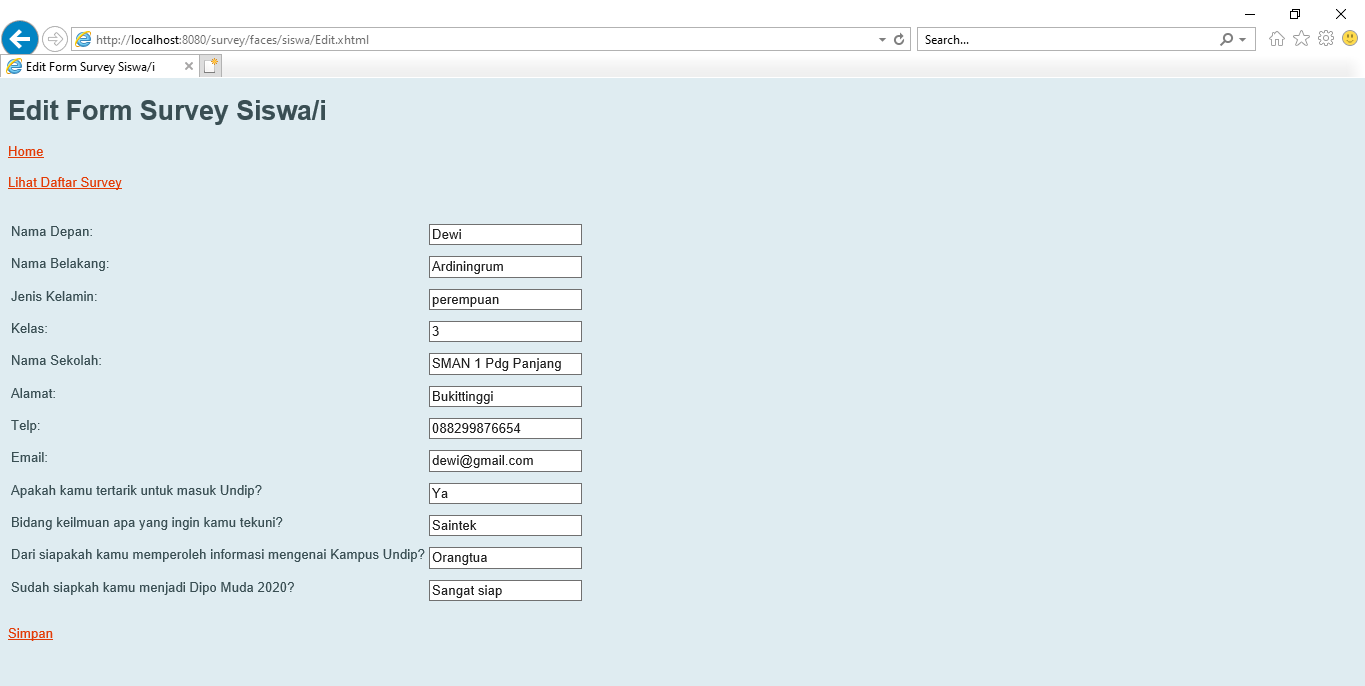 http://localhost:8080/survey/faces/siswa/Edit.xhtml
Search...
Edit Form Survey Siswa/i
Edit Form Survey Siswa/i
Home
Lihat Daftar Survey
Nama Depan: Dewi
Nama Belakang: Ardiningrum
Jenis Kelamin: perempuan
Kelas: 3
Nama Sekolah: SMAN 1 Pdg Panjang
Alamat: Bukittinggi
Telp: 088299876654
Email: dewi@gmail.com
Apakah kamu tertarik untuk masuk Undip? Ya
Bidang keilmuan apa yang ingin kamu tekuni? Saintek
Dari siapakah kamu memperoleh informasi mengenai Kampus Undip? Orangtua
Sudah siapkah kamu menjadi Dipo Muda 2020? Sangat siap
Simpan